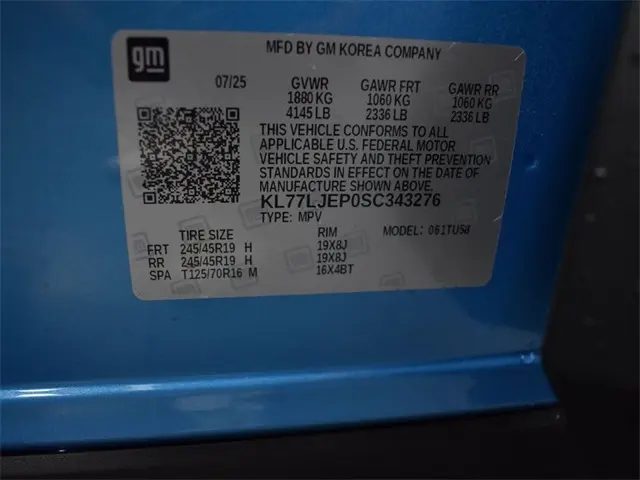 gm
MFD BY GM KOREA COMPANY
07/25 GVWR GAWR FRT GAWR RR
1880 KG 1060 KG 1060 KG
4145 LB 2336 LB 2336 LB
THIS VEHICLE CONFORMS TO ALL
APPLICABLE U.S. FEDERAL MOTOR
VEHICLE SAFETY AND THEFT PREVENTION
STANDARDS IN EFFECT ON THE DATE OF
MANUFACTURE SHOWN ABOVE.
KL77LJEP0SC343276
TYPE: MPV
TIRE SIZE RIM MODEL: 061TUS8
FRT 245/45R19 H 19X8J
RR 245/45R19 H 19X8J
SPA T125/70R16 M 16X4BT